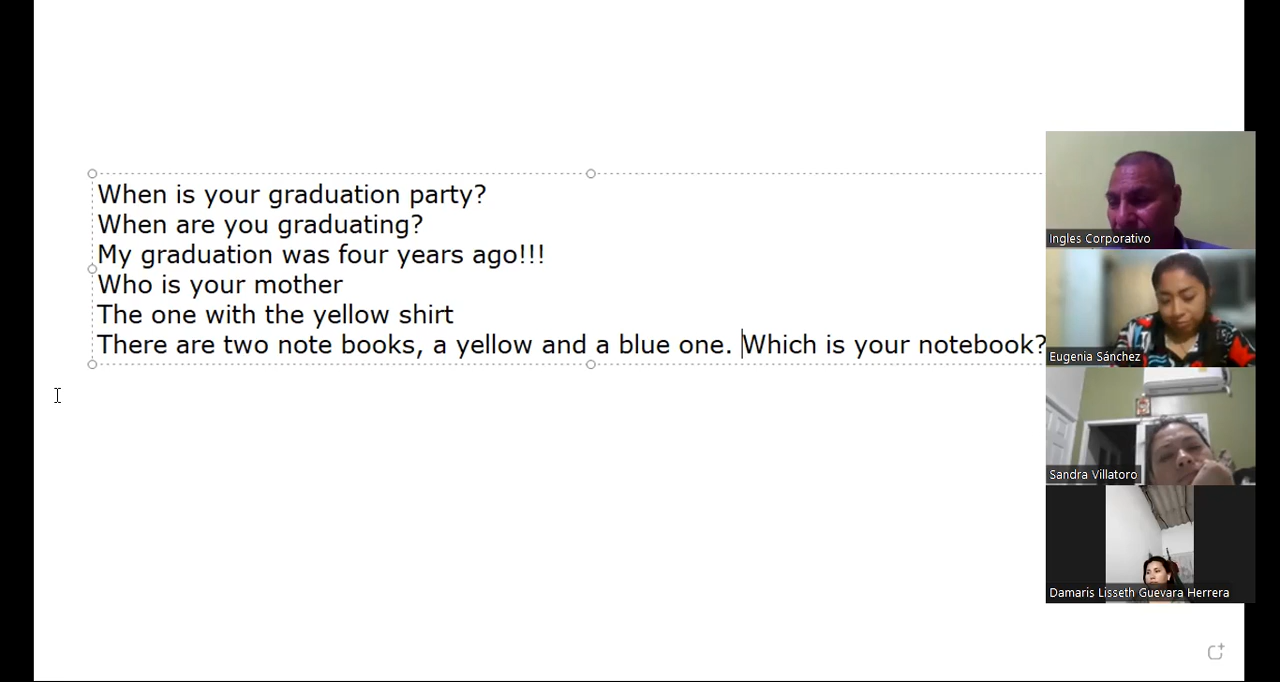 When is your graduation party?
When are you graduating?
My graduation was four years ago!!!
Who is your mother
The one with the yellow shirt
There are two note books, a yellow and a blue one. Which is your notebook?
Ingles Corporativo
Eugenia Sánchez
Sandra Villatoro
Damaris Lisseth Guevara Herrera